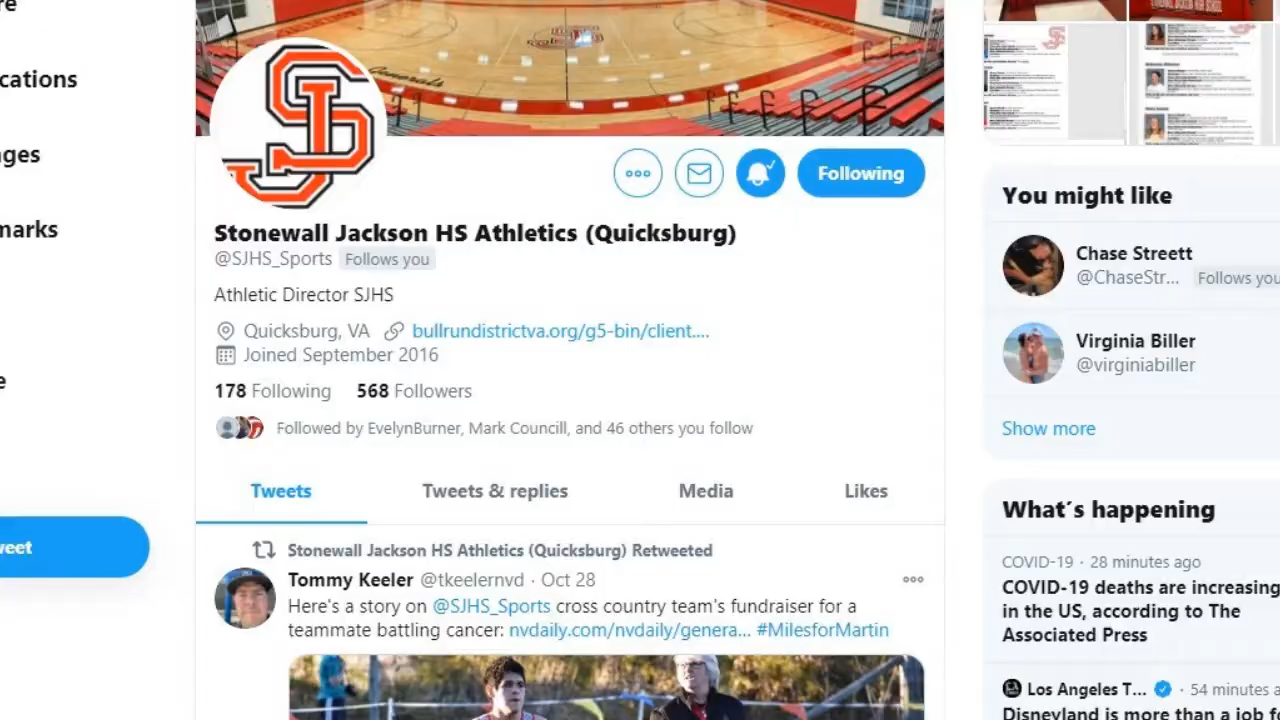 re
cations
ages
marks
e
weet
Following
Stonewall Jackson HS Athletics (Quicksburg)
@SJHS_Sports Follows you
Athletic Director SJHS
Quicksburg, VA bullrundistrictva.org/g5-bin/client....
Joined September 2016
178 Following 568 Followers
Followed by EvelynBurner, Mark Councill, and 46 others you follow
Tweets Tweets & replies Media Likes
Stonewall Jackson HS Athletics (Quicksburg) Retweeted
Tommy Keeler @tkeelernvd · Oct 28
Here's a story on @SJHS_Sports cross country team's fundraiser for a
teammate battling cancer: nvdaily.com/nvdaily/genera... #MilesforMartin
You might like
Chase Streett
@ChaseStr... Follows you
Virginia Biller
@virginiabiller
Show more
What's happening
COVID-19 · 28 minutes ago
COVID-19 deaths are increasing
in the US, according to The
Associated Press
Los Angeles T... · 54 minutes a
Disneyland is more than a job fo